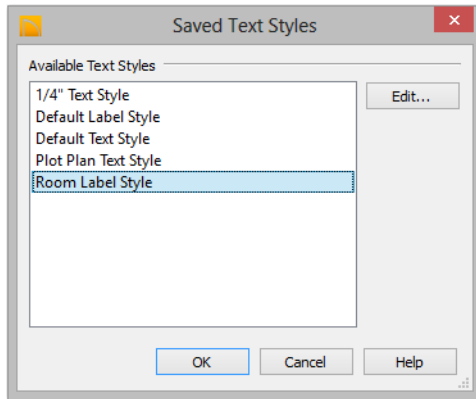 Saved Text Styles
Available Text Styles
1/4" Text Style
Edit...
Default Label Style
Default Text Style
Plot Plan Text Style
Room Label Style
OK
Cancel
Help